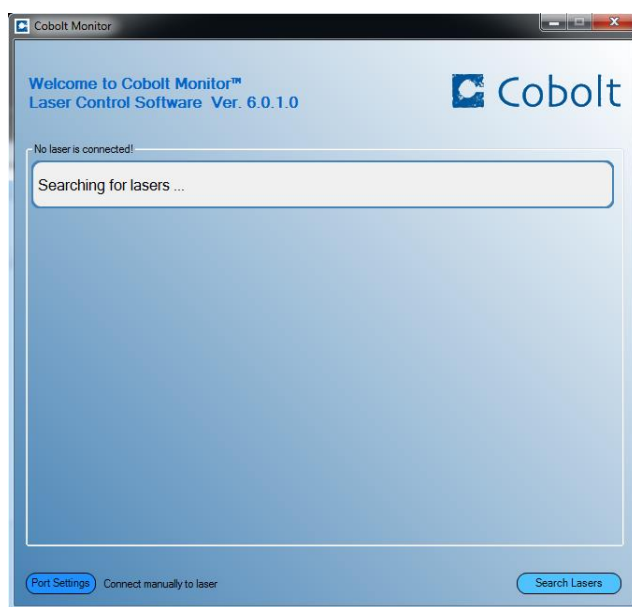 Cobolt Monitor
Welcome to Cobolt Monitor™
Laser Control Software Ver. 6.0.1.0
Cobolt
No laser is connected!
Searching for lasers ...
Port Settings
Connect manually to laser
Search Lasers